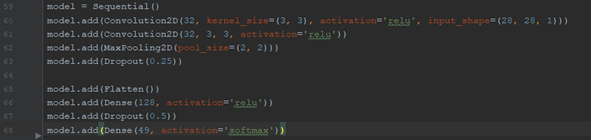 59 model = Sequential()
60 model.add(Convolution2D(32, kernel_size=(3, 3), activation='relu', input_shape=(28, 28, 1)))
61 model.add(Convolution2D(32, 3, 3, activation='relu'))
62 model.add(MaxPooling2D(pool_size=(2, 2)))
63 model.add(Dropout(0.25))
64
65 model.add(Flatten())
66 model.add(Dense(128, activation='relu'))
67 model.add(Dropout(0.5))
68 model.add(Dense(49, activation='softmax'))